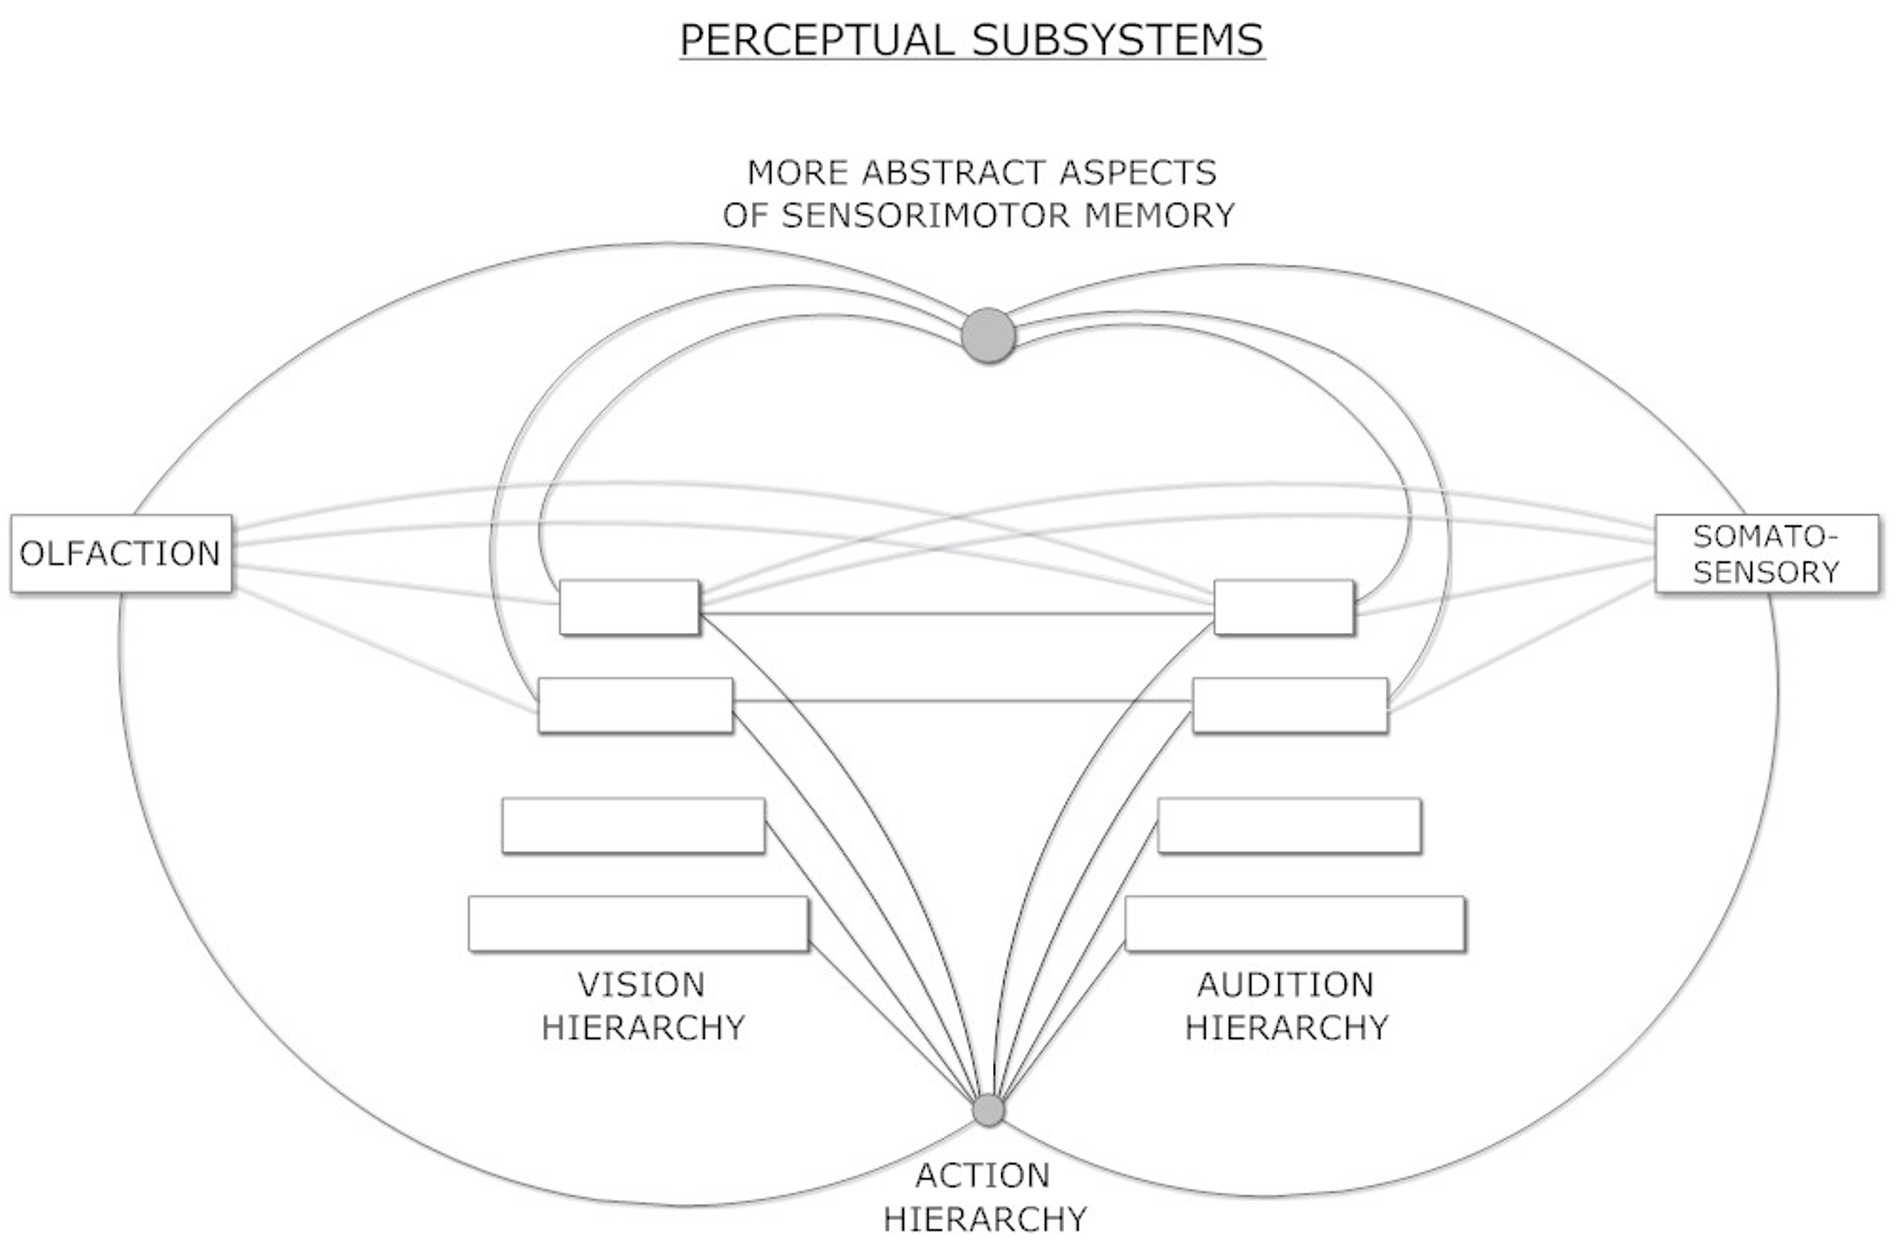 PERCEPTUAL SUBSYSTEMS
MORE ABSTRACT ASPECTS
OF SENSORIMOTOR MEMORY
OLFACTION
SOMATO-
SENSORY
VISION
HIERARCHY
AUDITION
HIERARCHY
ACTION
HIERARCHY